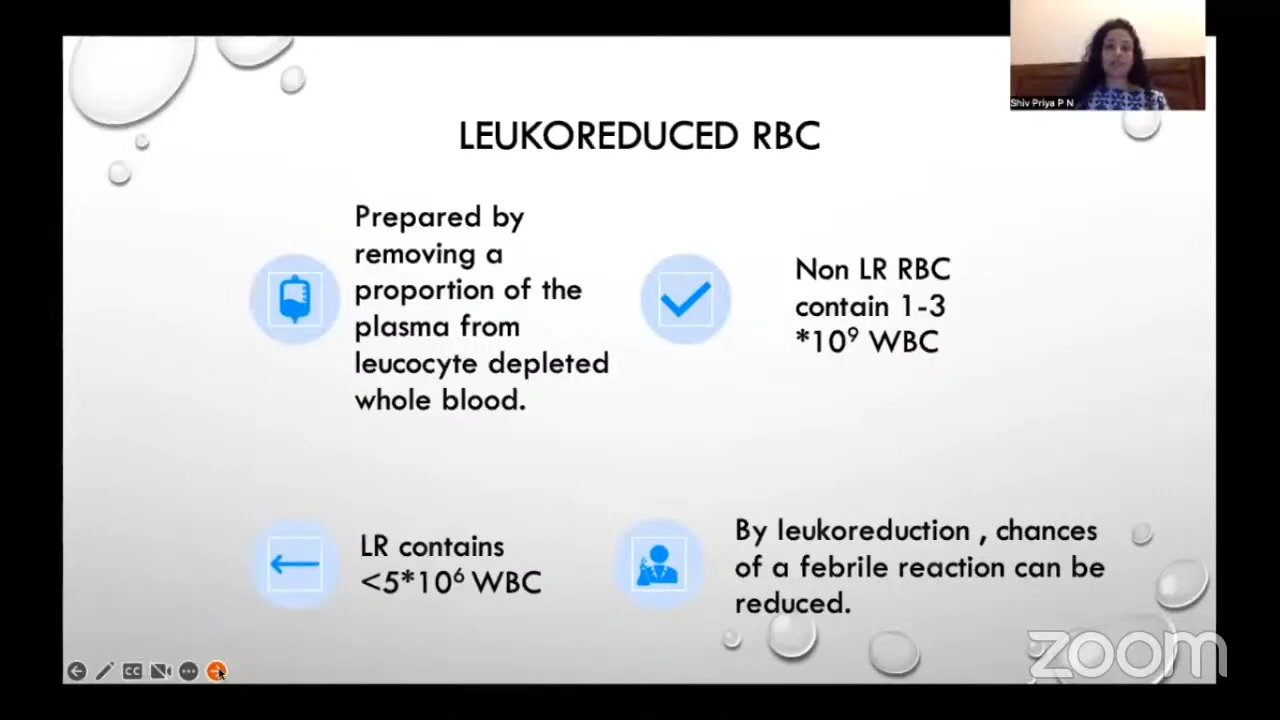 Shiv Priya P N
LEUKOREDUCED RBC
Prepared by
removing a
proportion of the
plasma from
leucocyte depleted
whole blood.
Non LR RBC
contain 1-3
*10⁹ WBC
LR contains
<5*10⁶ WBC
By leukoreduction , chances
of a febrile reaction can be
reduced.
CC
zoom